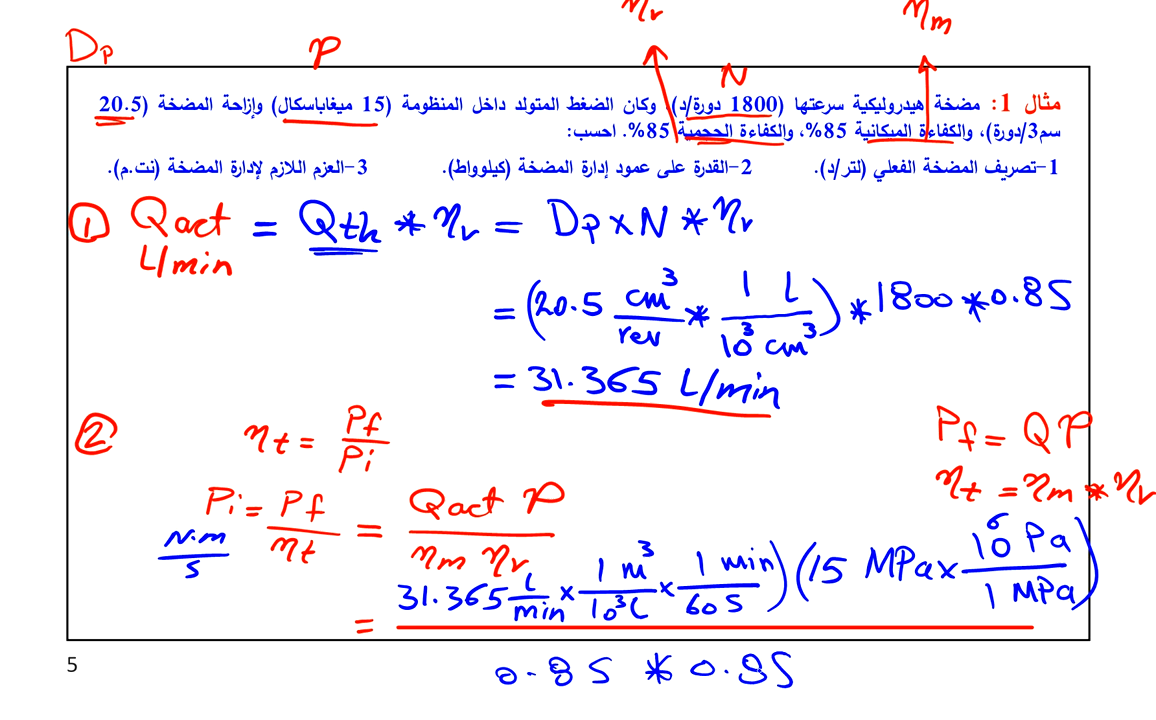 ηv ηm
Dp P N
مثال 1: مضخة هيدروليكية سرعتها (1800 دورة/د)، وكان الضغط المتولد داخل المنظومة (15 ميغاباسكال) وإزاحة المضخة (20.5
سم3/دورة)، والكفاءة الميكانية 85%، والكفاءة الحجمية 85%. احسب:
1-تصريف المضخة الفعلي (لتر/د). 2-القدرة على عمود إدارة المضخة (كيلوواط). 3-العزم اللازم لإدارة المضخة (نت.م).
① Qact = Qth * ηv = Dp x N * ηv
L/min
= (20.5 cm³/rev * 1 L/10³ cm³) * 1800 * 0.85
= 31.365 L/min
② ηt = Pf/Pi Pf = QP
ηt = ηm * ηv
Pi = Pf/ηt = Qact P/ηm ηv
N.m/s
= 31.365 L/min x 1 m³/10³L x 1 min/60 S) (15 MPa x 10⁶ Pa/1 MPa)
0.85 * 0.85
5